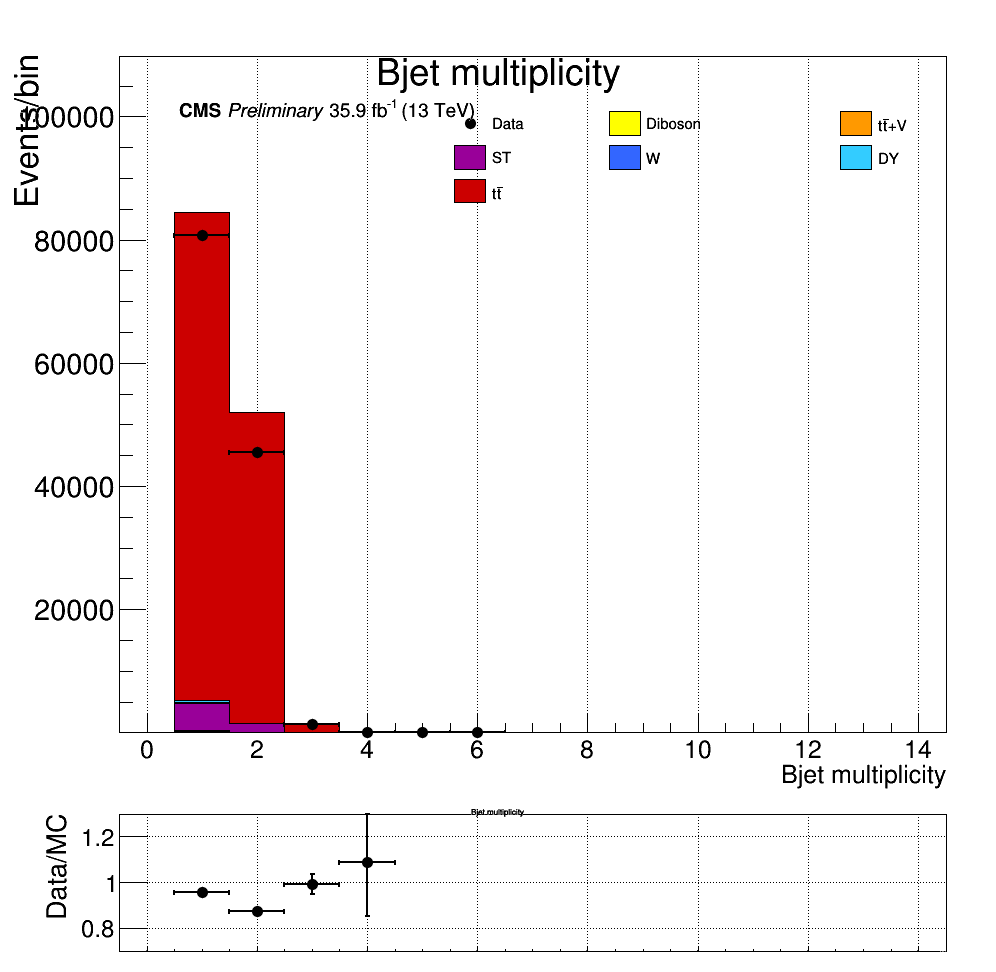 Bjet multiplicity
CMS Preliminary 35.9 fb-1 (13 TeV)
Data
Diboson
tt̄+V
ST
W
DY
tt̄
Events/bin
100000
80000
60000
40000
20000
0 2 4 6 8 10 12 14
Bjet multiplicity
Bjet multiplicity
Data/MC
1.2
1
0.8